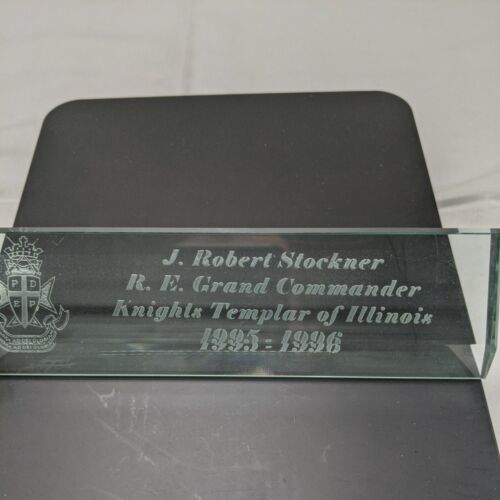 J. Robert Stockner
R. E. Grand Commander
Knights Templar of Illinois
1995-1996